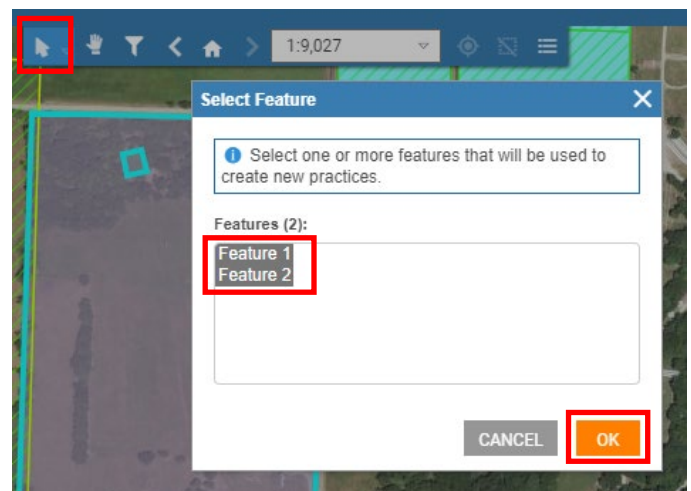 1:9,027
Select Feature
Select one or more features that will be used to
create new practices.
Features (2):
Feature 1
Feature 2
CANCEL
OK